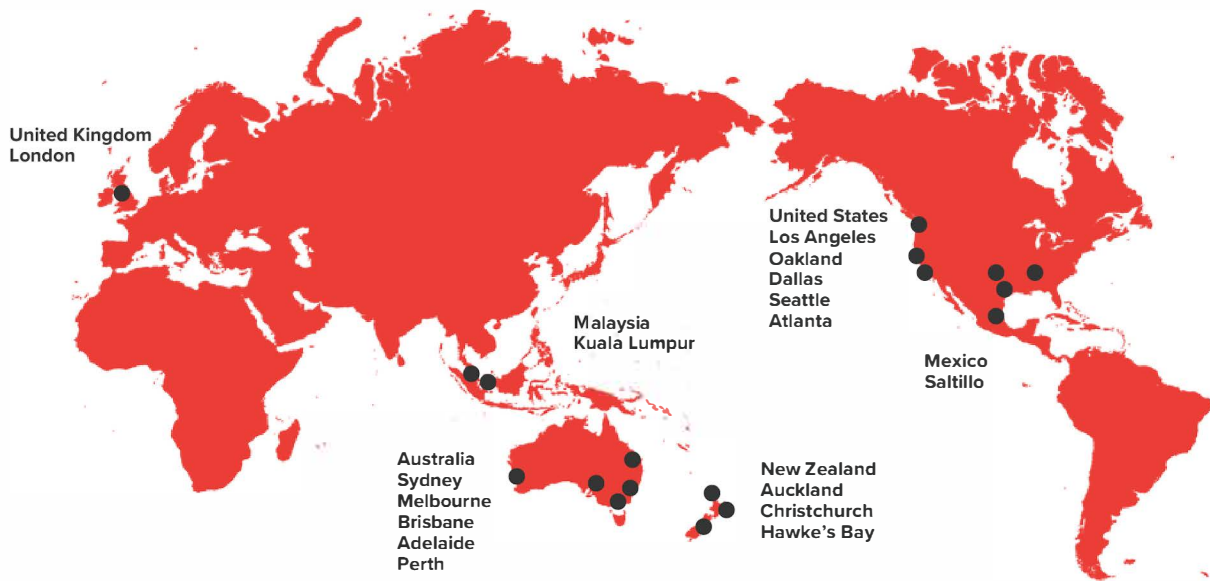 United Kingdom
London
United States
Los Angeles
Oakland
Dallas
Seattle
Atlanta
Malaysia
Kuala Lumpur
Mexico
Saltillo
Australia
Sydney
Melbourne
Brisbane
Adelaide
Perth
New Zealand
Auckland
Christchurch
Hawke's Bay